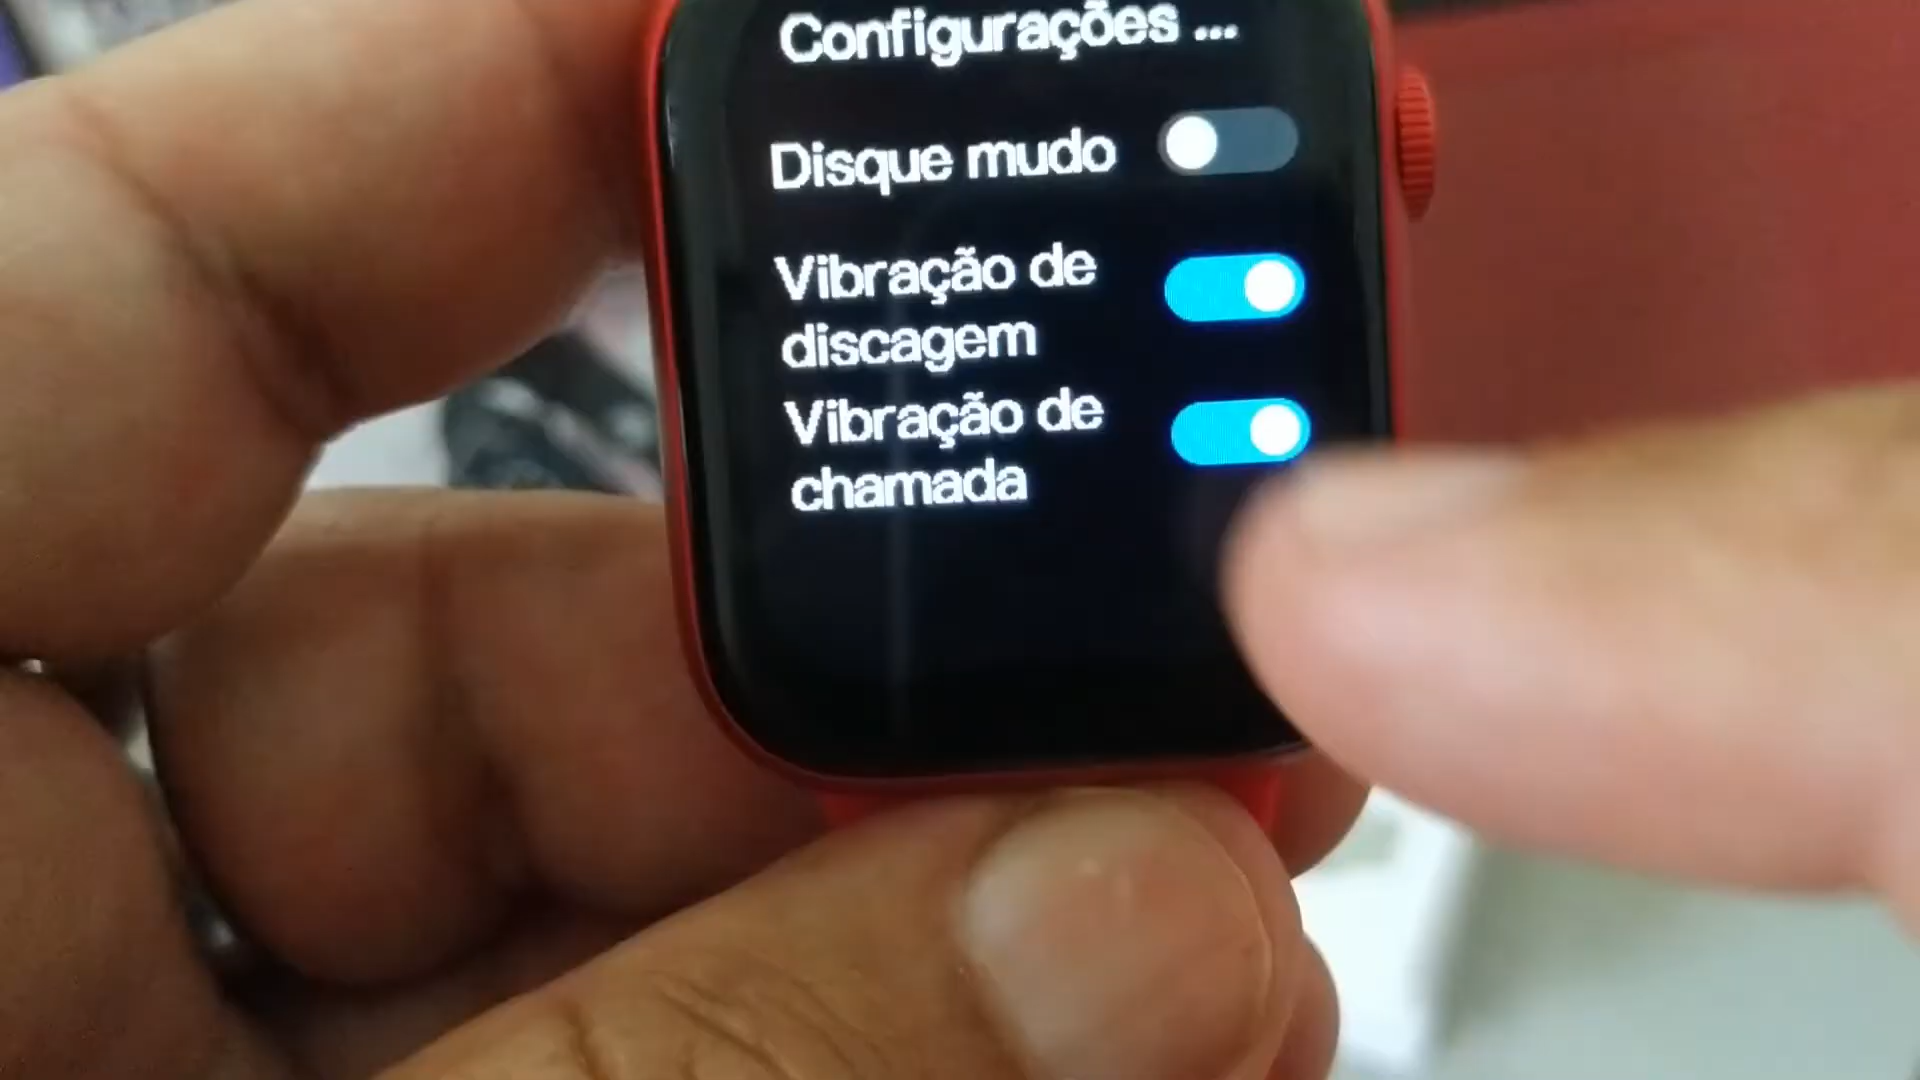 Configurações ...
Disque mudo
Vibração de
discagem
Vibração de
chamada